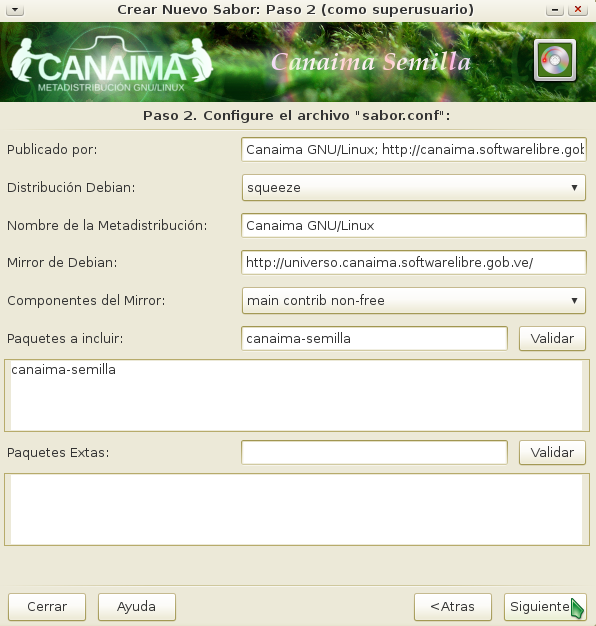 Crear Nuevo Sabor: Paso 2 (como superusuario)
CANAIMA
METADISTRIBUCIÓN GNU/LINUX
Canaima Semilla
Paso 2. Configure el archivo "sabor.conf":
Publicado por: Canaima GNU/Linux; http://canaima.softwarelibre.gob
Distribución Debian: squeeze
Nombre de la Metadistribución: Canaima GNU/Linux
Mirror de Debian: http://universo.canaima.softwarelibre.gob.ve/
Componentes del Mirror: main contrib non-free
Paquetes a incluir: canaima-semilla Validar
canaima-semilla
Paquetes Extas: Validar
Cerrar Ayuda <Atras Siguiente